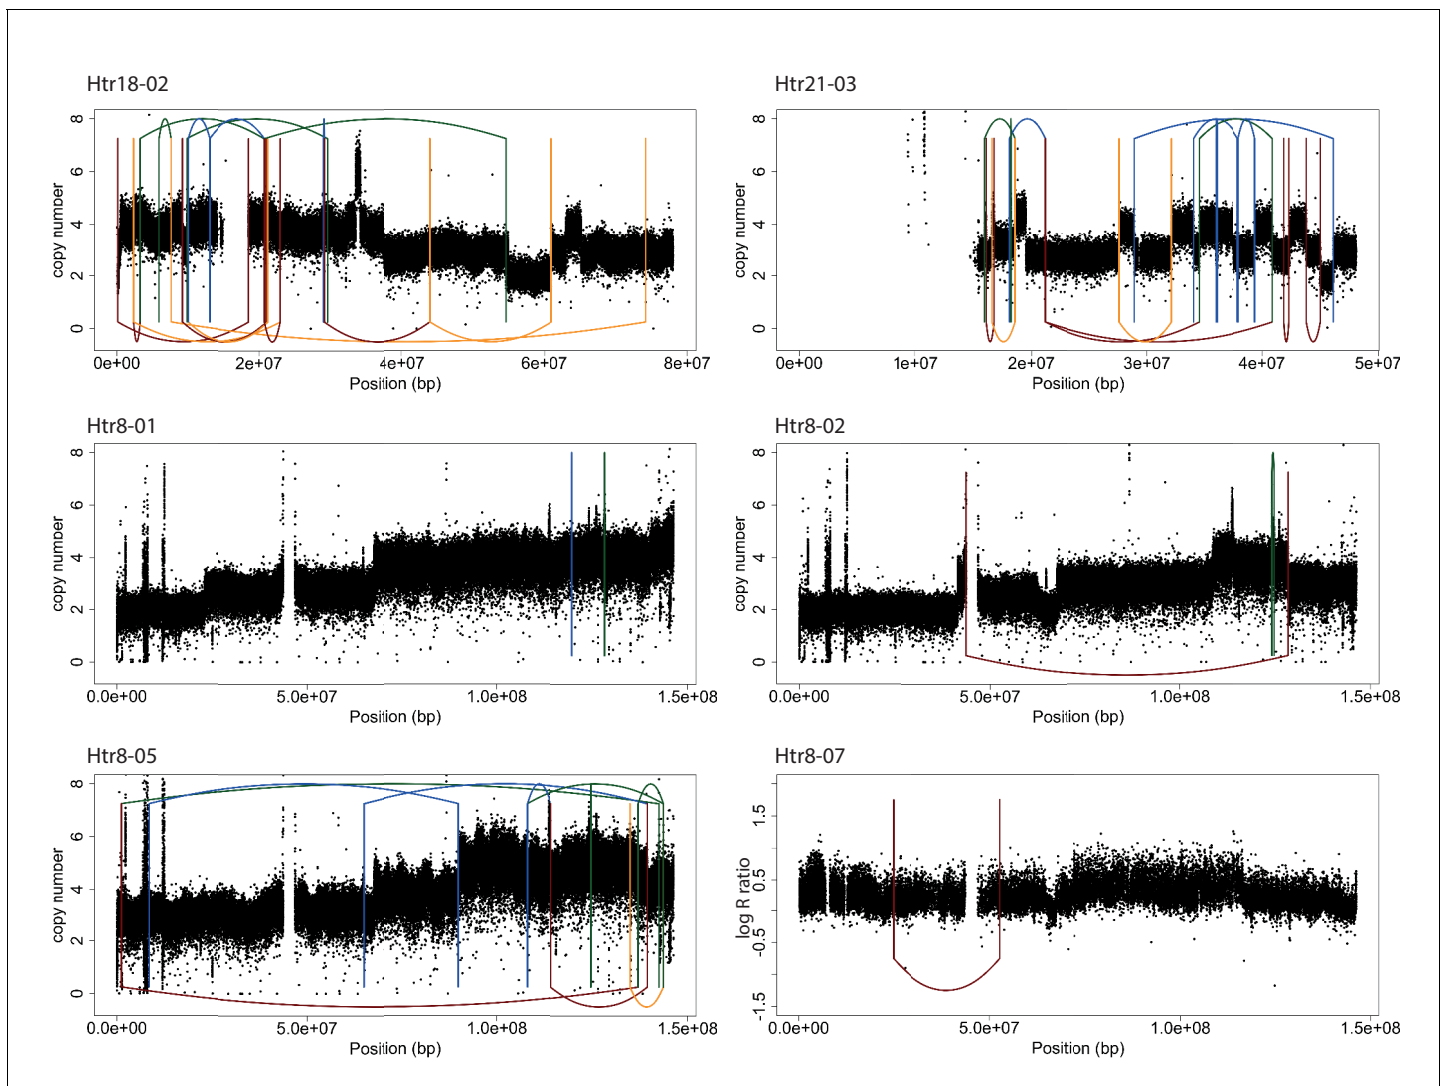 Htr18-02
Htr21-03
copy number
8
6
4
2
0
0e+00 2e+07 4e+07 6e+07 8e+07
Position (bp)
copy number
8
6
4
2
0
0e+00 1e+07 2e+07 3e+07 4e+07 5e+07
Position (bp)
Htr8-01
Htr8-02
copy number
8
6
4
2
0
0.0e+00 5.0e+07 1.0e+08 1.5e+08
Position (bp)
copy number
8
6
4
2
0
0.0e+00 5.0e+07 1.0e+08 1.5e+08
Position (bp)
Htr8-05
Htr8-07
copy number
8
6
4
2
0
0.0e+00 5.0e+07 1.0e+08 1.5e+08
Position (bp)
log R ratio
1.5
0.5
-0.5
-1.5
0.0e+00 5.0e+07 1.0e+08 1.5e+08
Position (bp)